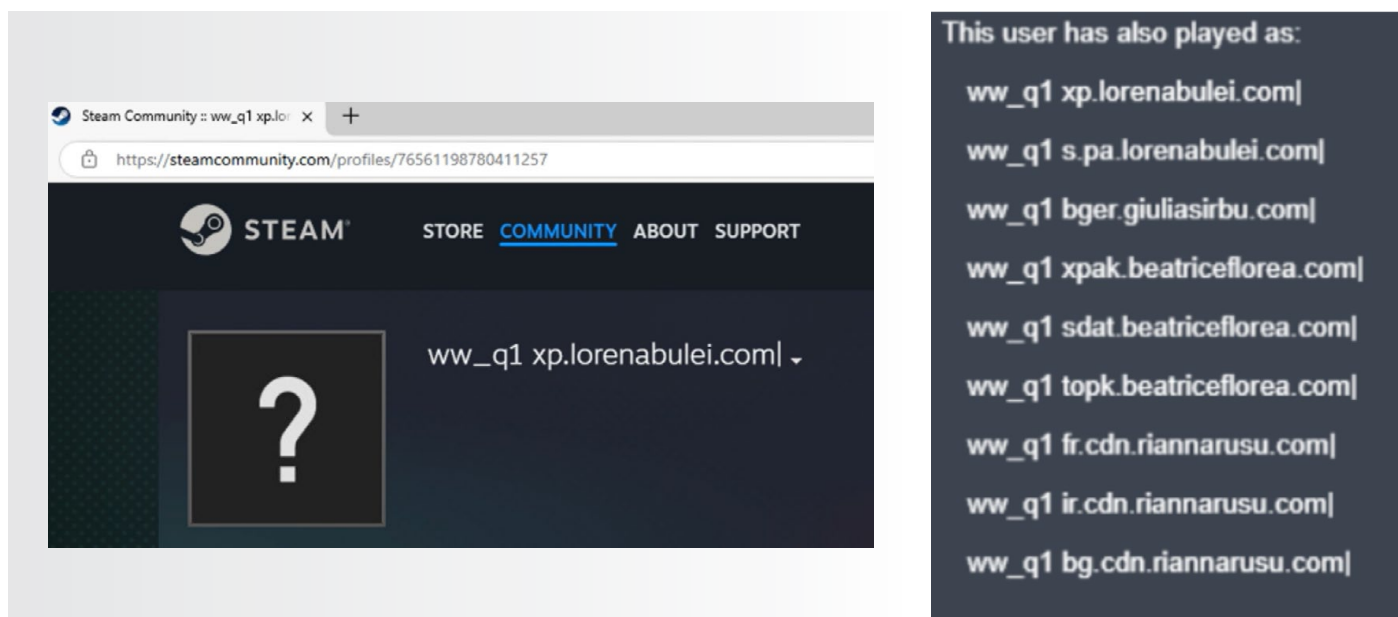 Steam Community :: ww_q1 xp.lor
https://steamcommunity.com/profiles/76561198780411257
STEAM®
STORE COMMUNITY ABOUT SUPPORT
?
ww_q1 xp.lorenabulei.com|
This user has also played as:
ww_q1 xp.lorenabulei.com|
ww_q1 s.pa.lorenabulei.com|
ww_q1 bger.giuliasirbu.com|
ww_q1 xpak.beatriceflorea.com|
ww_q1 sdat.beatriceflorea.com|
ww_q1 topk.beatriceflorea.com|
ww_q1 fr.cdn.riannarusu.com|
ww_q1 ir.cdn.riannarusu.com|
ww_q1 bg.cdn.riannarusu.com|